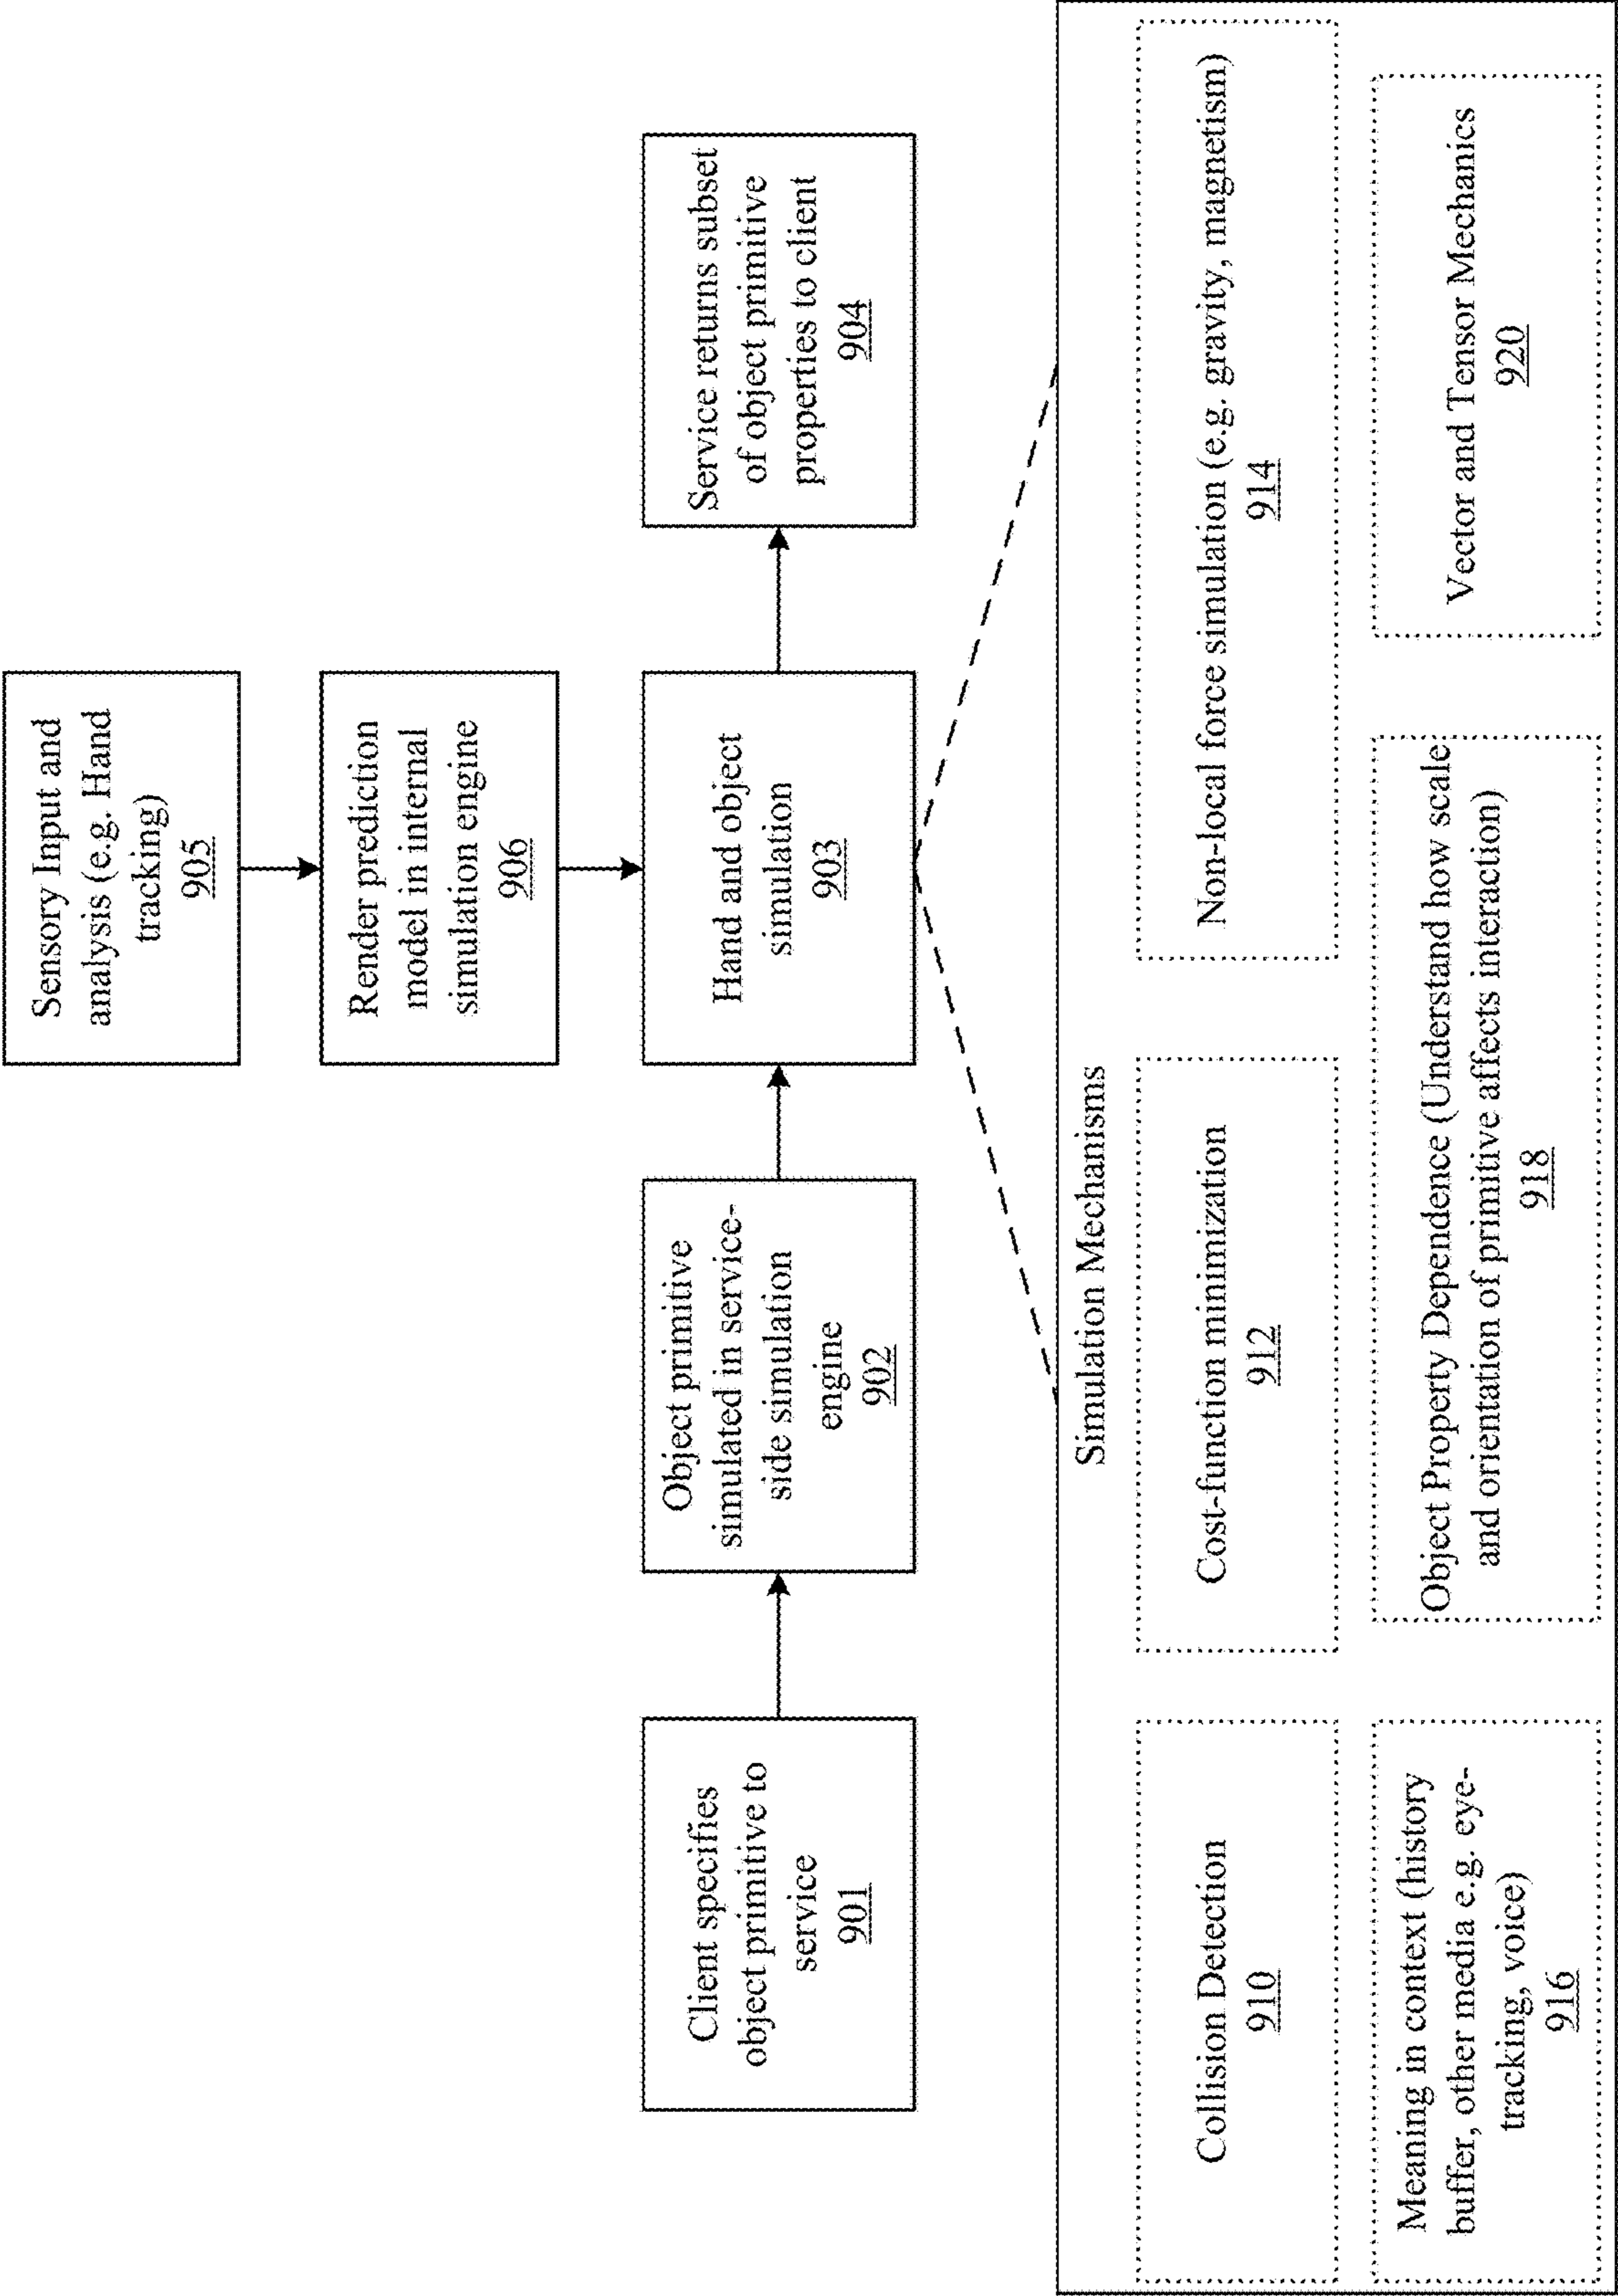 Sensory Input and
analysis (e.g. Hand
tracking)
905
Render prediction
model in internal
simulation engine
906
Client specifies
object primitive to
service
901
Object primitive
simulated in service-
side simulation
engine
902
Hand and object
simulation
903
Service returns subset
of object primitive
properties to client
904
Simulation Mechanisms
Collision Detection
910
Cost-function minimization
912
Non-local force simulation (e.g. gravity, magnetism)
914
Meaning in context (history
buffer, other media e.g. eye-
tracking, voice)
916
Object Property Dependence (Understand how scale
and orientation of primitive affects interaction)
918
Vector and Tensor Mechanics
920